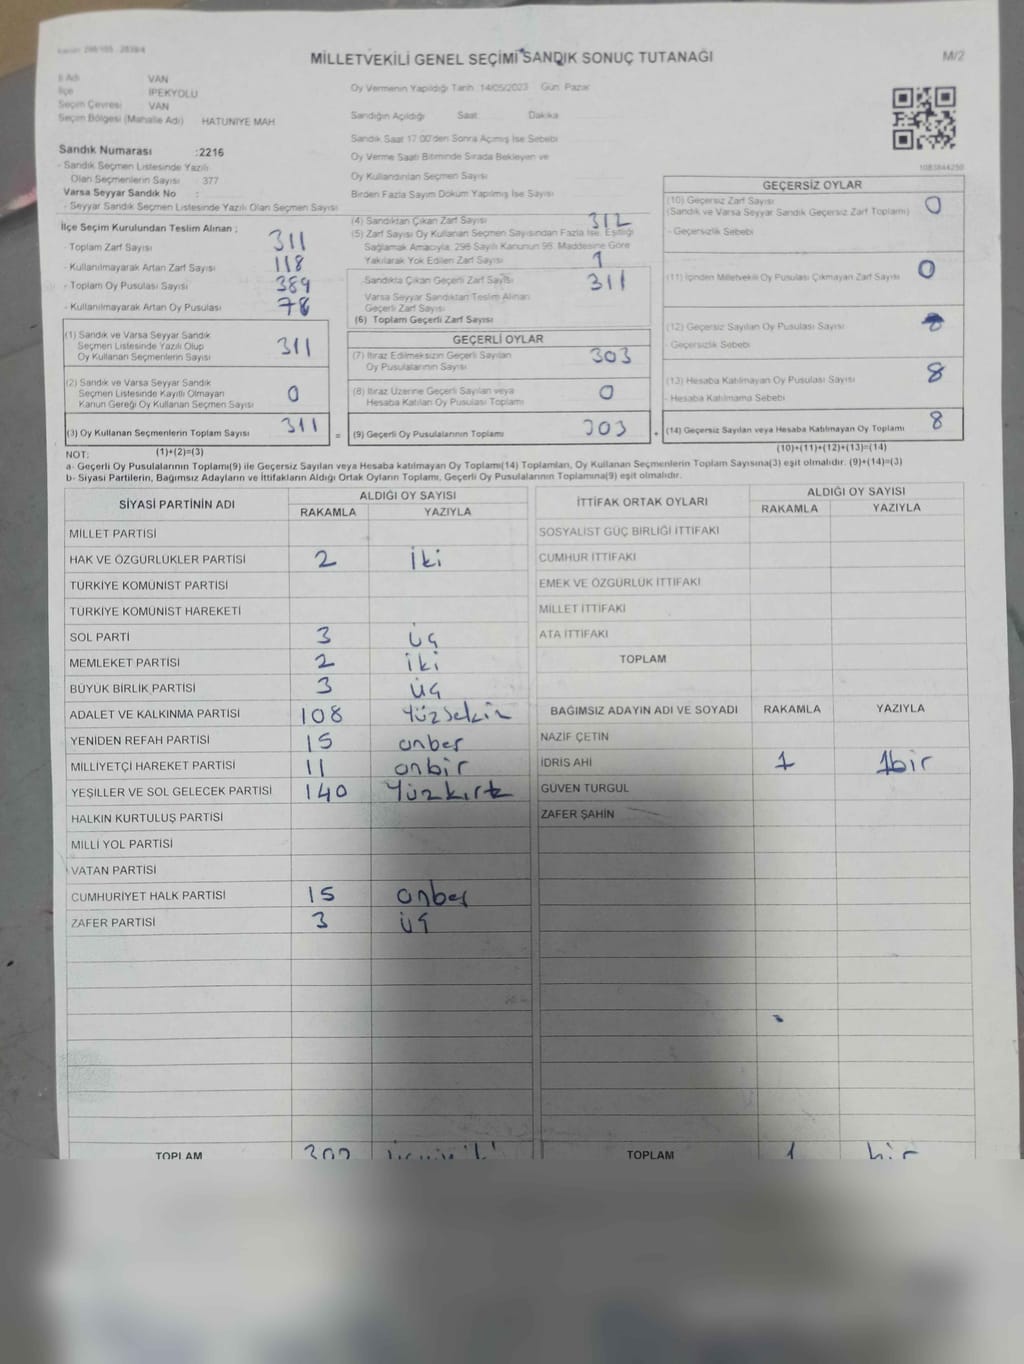 MİLLETVEKİLİ GENEL SEÇİMİ SANDIK SONUÇ TUTANAĞI
M/2
İl Adı VAN
İlçe İPEKYOLU
Seçim Çevresi VAN
Seçim Bölgesi (Mahalle Adı) HATUNİYE MAH
Sandık Numarası :2216
- Sandık Seçmen Listesinde Yazılı
Olan Seçmenlerin Sayısı 377
Varsa Seyyar Sandık No :
- Seyyar Sandık Seçmen Listesinde Yazılı Olan Seçmen Sayısı
Oy Vermenin Yapıldığı Tarih 14/05/2023 Gün Pazar
Sandığın Açıldığı Saat Dakika
Sandık Saat 17 00'den Sonra Açılmış İse Sebebi
Oy Verme Saati Bitiminde Sırada Bekleyen ve
Oy Kullandırılan Seçmen Sayısı
Birden Fazla Sayım Döküm Yapılmış İse Sayısı
1083844250
İlçe Seçim Kurulundan Teslim Alınan ;
- Toplam Zarf Sayısı 311
- Kullanılmayarak Artan Zarf Sayısı 118
- Toplam Oy Pusulası Sayısı 389
- Kullanılmayarak Artan Oy Pusulası 78
(4) Sandıktan Çıkan Zarf Sayısı 312
(5) Zarf Sayısı Oy Kullanan Seçmen Sayısından Fazla İse, Eşitliği
Sağlamak Amacıyla, 298 Sayılı Kanunun 98. Maddesine Göre
Yakılarak Yok Edilen Zarf Sayısı 1
Sandıkta Çıkan Geçerli Zarf Sayısı 311
Varsa Seyyar Sandıktan Teslim Alınan
Geçerli Zarf Sayısı
(6) Toplam Geçerli Zarf Sayısı
GEÇERSİZ OYLAR
(10) Geçersiz Zarf Sayısı 0
(Sandık ve Varsa Seyyar Sandık Geçersiz Zarf Toplamı)
- Geçersizlik Sebebi
(11) İçinden Milletvekili Oy Pusulası Çıkmayan Zarf Sayısı 0
(12) Geçersiz Sayılan Oy Pusulası Sayısı
- Geçersizlik Sebebi
(13) Hesaba Katılmayan Oy Pusulası Sayısı 8
- Hesaba Katılmama Sebebi
(14) Geçersiz Sayılan veya Hesaba Katılmayan Oy Toplamı 8
(10)+(11)+(12)+(13)=(14)
(1) Sandık ve Varsa Seyyar Sandık
Seçmen Listesinde Yazılı Olup
Oy Kullanan Seçmenlerin Sayısı 311
(2) Sandık ve Varsa Seyyar Sandık
Seçmen Listesinde Kayıtlı Olmayan
Kanun Gereği Oy Kullanan Seçmen Sayısı 0
(3) Oy Kullanan Seçmenlerin Toplam Sayısı 311
(1)+(2)=(3)
GEÇERLİ OYLAR
(7) İtiraz Edilmeksizin Geçerli Sayılan
Oy Pusulalarının Sayısı 303
(8) İtiraz Üzerine Geçerli Sayılan veya
Hesaba Katılan Oy Pusulası Toplamı 0
= (9) Geçerli Oy Pusulalarının Toplamı 303
NOT:
a- Geçerli Oy Pusulalarının Toplamı(9) ile Geçersiz Sayılan veya Hesaba katılmayan Oy Toplamı(14) Toplamları, Oy Kullanan Seçmenlerin Toplam Sayısına(3) eşit olmalıdır. (9)+(14)=(3)
b- Siyasi Partilerin, Bağımsız Adayların ve İttifakların Aldığı Ortak Oyların Toplamı, Geçerli Oy Pusulalarının Toplamına(9) eşit olmalıdır.
SİYASİ PARTİNİN ADI ALDIĞI OY SAYISI
RAKAMLA YAZIYLA
MİLLET PARTİSİ
HAK VE ÖZGÜRLÜKLER PARTİSİ 2 iki
TÜRKİYE KOMÜNİST PARTİSİ
TÜRKİYE KOMÜNİST HAREKETİ
SOL PARTİ 3 üç
MEMLEKET PARTİSİ 2 iki
BÜYÜK BİRLİK PARTİSİ 3 üç
ADALET VE KALKINMA PARTİSİ 108 Yüzsekiz
YENİDEN REFAH PARTİSİ 15 onbeş
MİLLİYETÇİ HAREKET PARTİSİ 11 onbir
YEŞİLLER VE SOL GELECEK PARTİSİ 140 Yüzkırk
HALKIN KURTULUŞ PARTİSİ
MİLLİ YOL PARTİSİ
VATAN PARTİSİ
CUMHURİYET HALK PARTİSİ 15 onbeş
ZAFER PARTİSİ 3 üç
TOPLAM 302
İTTİFAK ORTAK OYLARI ALDIĞI OY SAYISI
RAKAMLA YAZIYLA
SOSYALİST GÜÇ BİRLİĞİ İTTİFAKI
CUMHUR İTTİFAKI
EMEK VE ÖZGÜRLÜK İTTİFAKI
MİLLET İTTİFAKI
ATA İTTİFAKI
TOPLAM
BAĞIMSIZ ADAYIN ADI VE SOYADI RAKAMLA YAZIYLA
NAZİF ÇETİN
İDRİS AHİ 1 1bir
GÜVEN TURGUL
ZAFER ŞAHİN
TOPLAM 1 bir